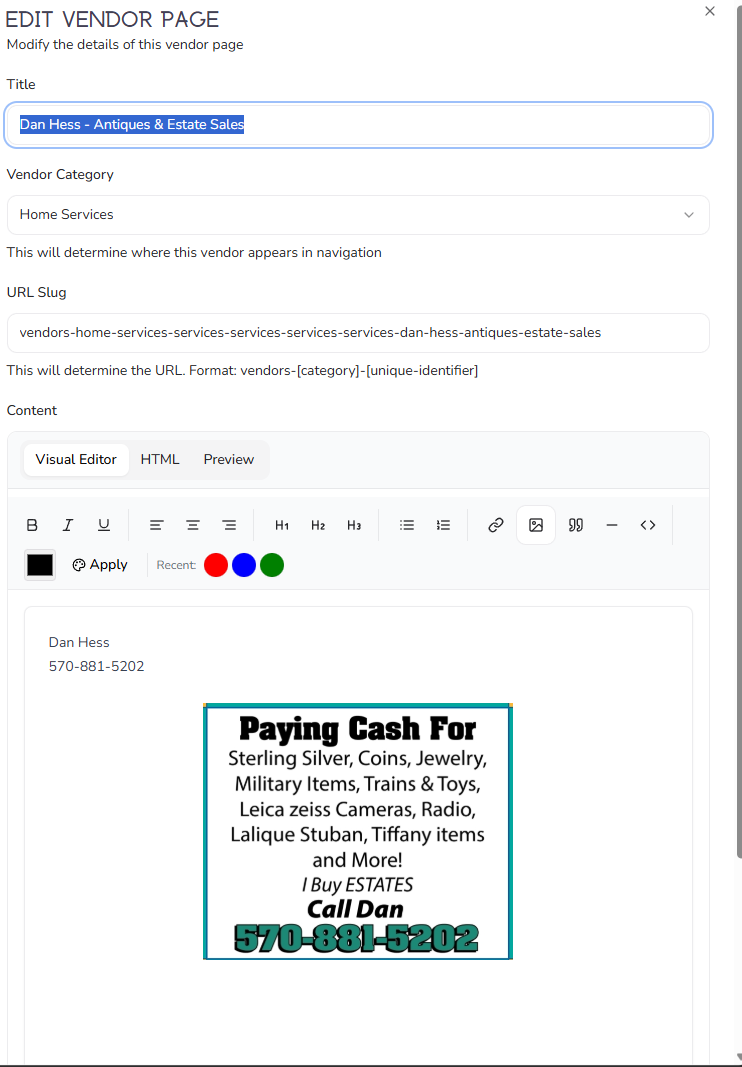 EDIT VENDOR PAGE
Modify the details of this vendor page
Title
Dan Hess - Antiques & Estate Sales
Vendor Category
Home Services
This will determine where this vendor appears in navigation
URL Slug
vendors-home-services-services-services-services-services-dan-hess-antiques-estate-sales
This will determine the URL. Format: vendors-[category]-[unique-identifier]
Content
Visual Editor HTML Preview
B I U H1 H2 H3
Apply Recent:
Dan Hess
570-881-5202
Paying Cash For
Sterling Silver, Coins, Jewelry,
Military Items, Trains & Toys,
Leica zeiss Cameras, Radio,
Lalique Stuban, Tiffany items
and More!
I Buy ESTATES
Call Dan
570-881-5202